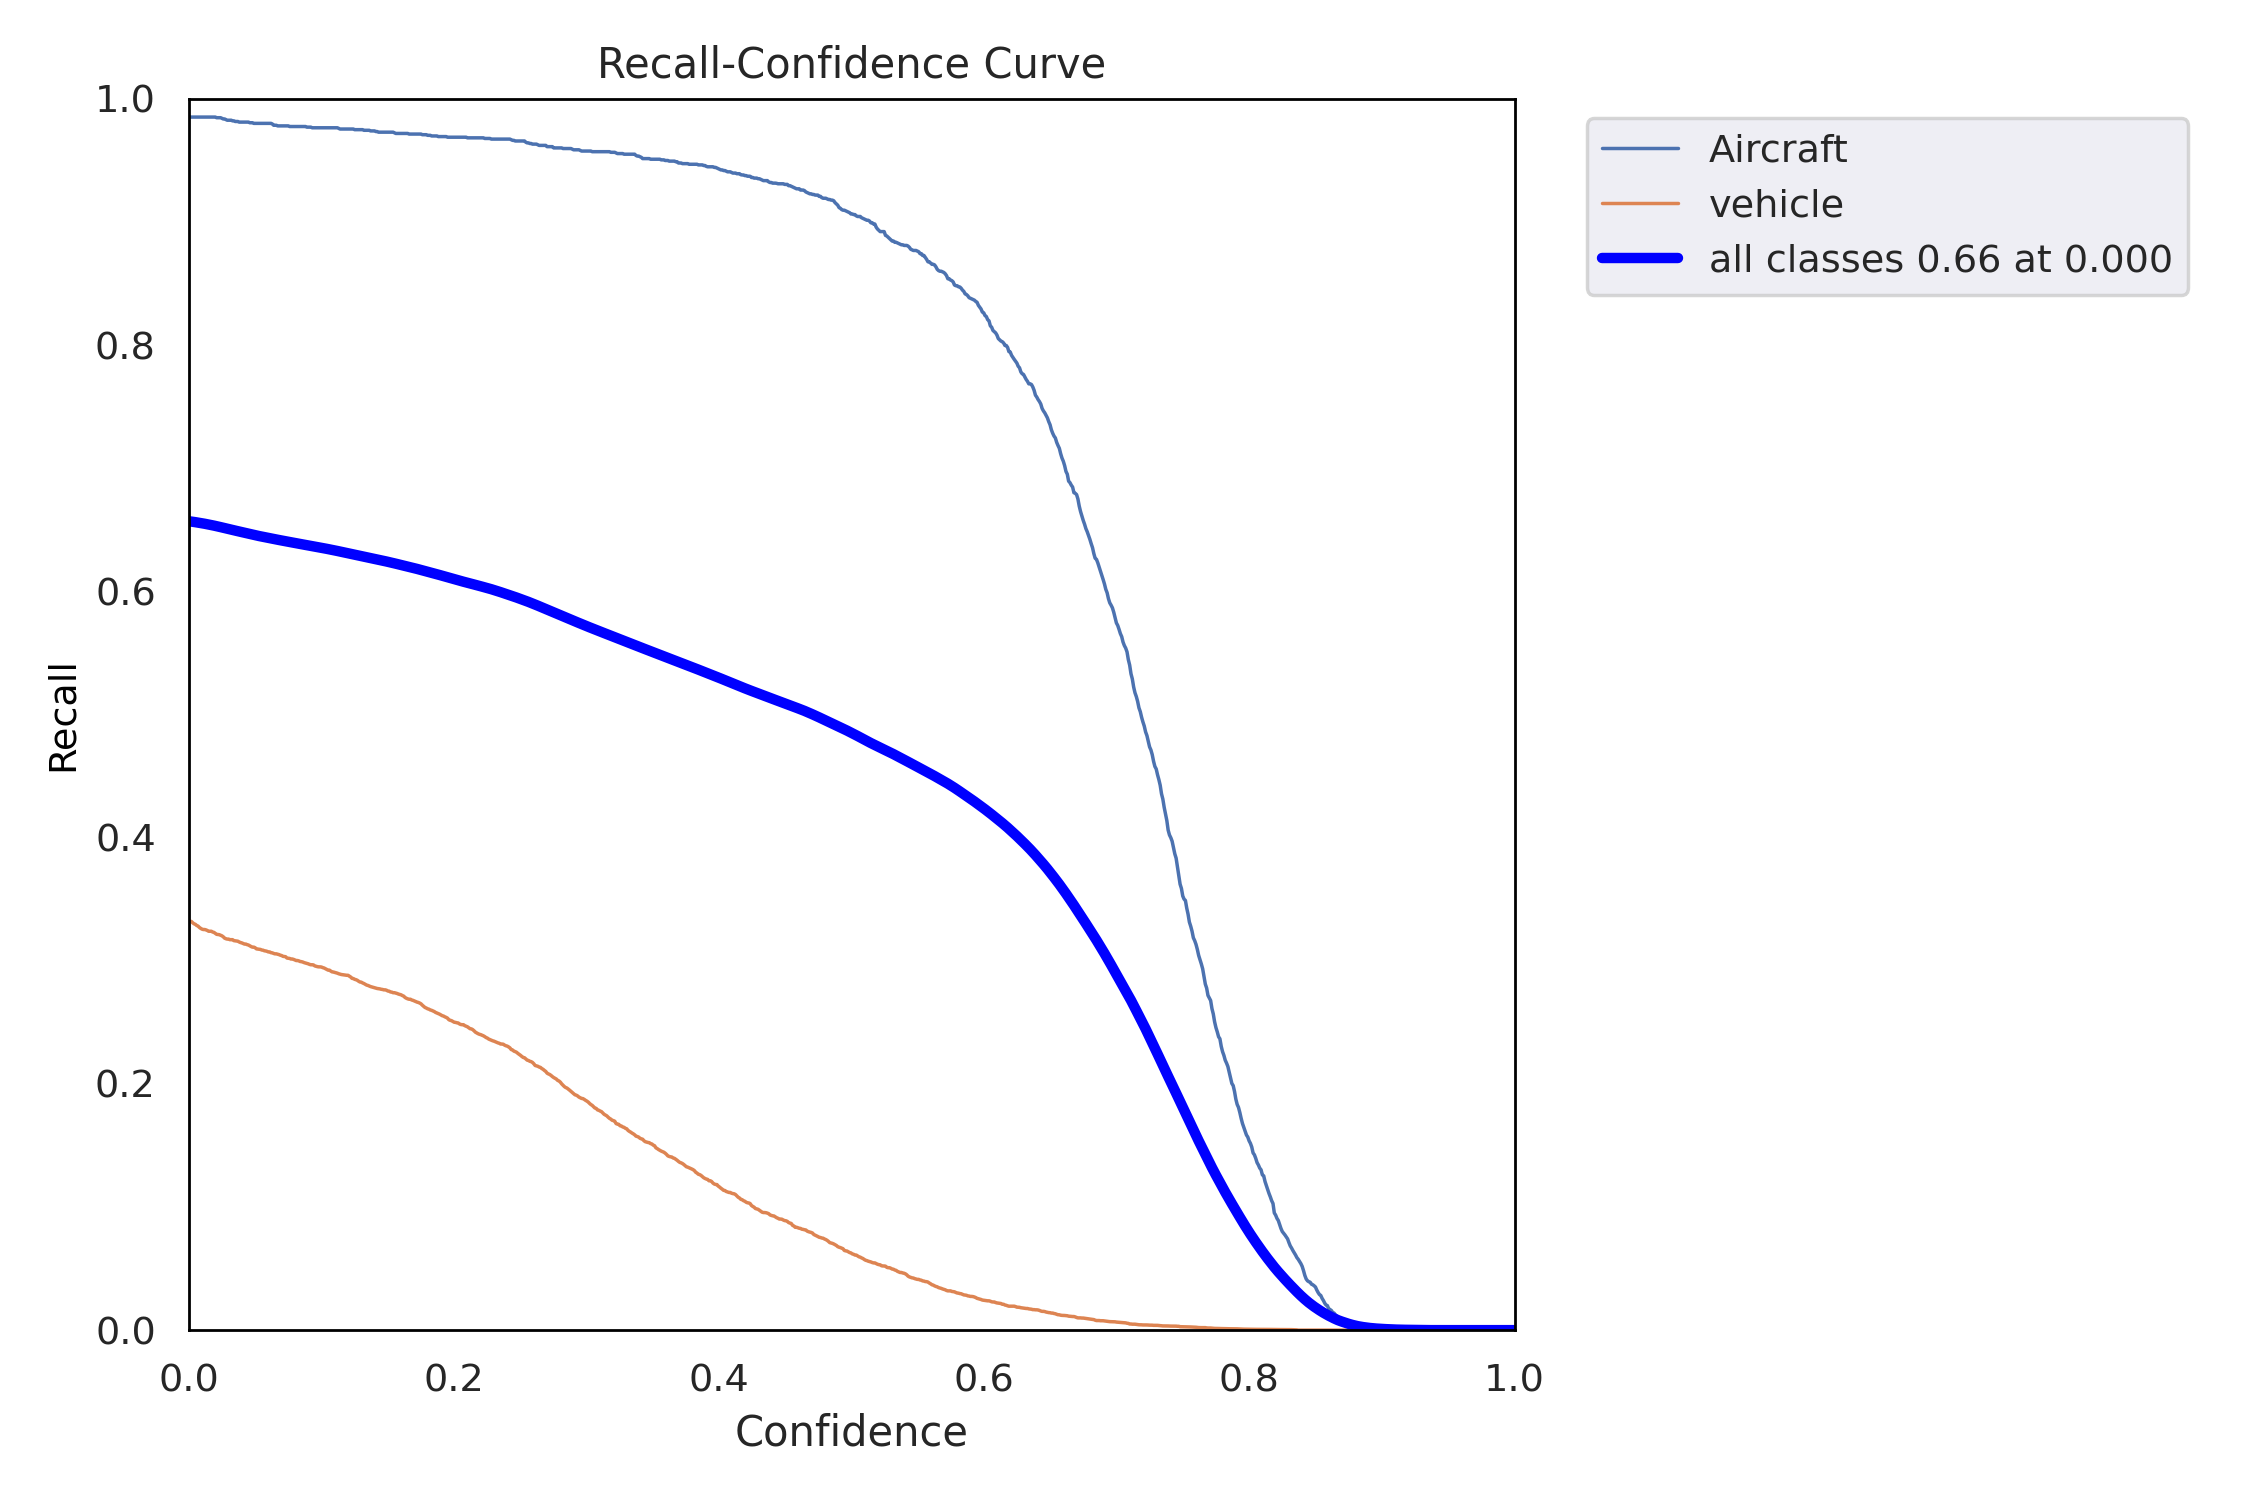 Recall-Confidence Curve
Aircraft
vehicle
all classes 0.66 at 0.000
1.0
0.8
0.6
0.4
0.2
0.0
Recall
0.0 0.2 0.4 0.6 0.8 1.0
Confidence